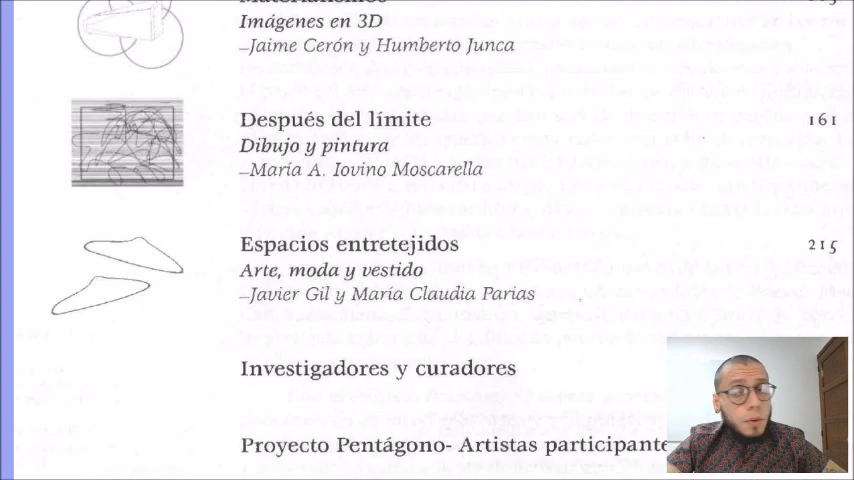 Imágenes en 3D
–Jaime Cerón y Humberto Junca
Después del límite 161
Dibujo y pintura
–María A. Iovino Moscarella
Espacios entretejidos 215
Arte, moda y vestido
–Javier Gil y María Claudia Parias
Investigadores y curadores
Proyecto Pentágono- Artistas participante